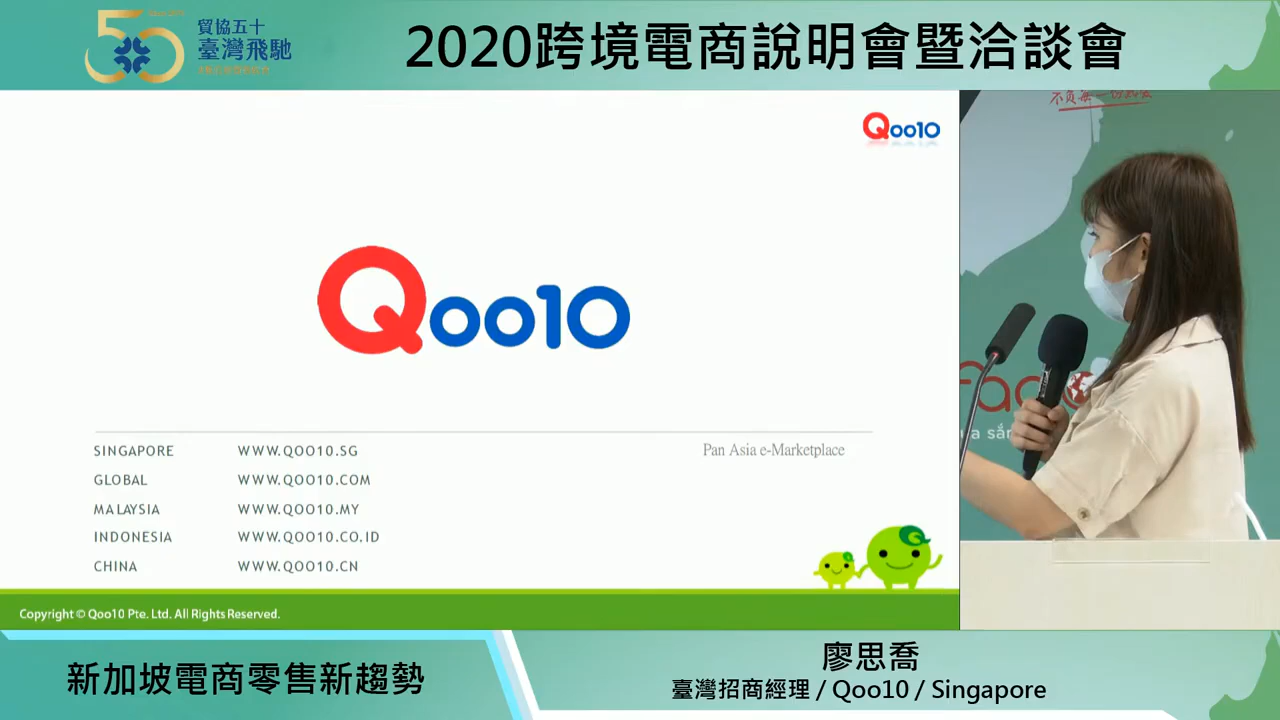 貿協五十
臺灣飛馳
2020跨境電商說明會暨洽談會
Qoo10
Qoo10
SINGAPORE WWW.QOO10.SG
Pan Asia e-Marketplace
GLOBAL WWW.QOO10.COM
MALAYSIA WWW.QOO10.MY
INDONESIA WWW.QOO10.CO.ID
CHINA WWW.QOO10.CN
Copyright © Qoo10 Pte. Ltd. All Rights Reserved.
新加坡電商零售新趨勢
廖思喬
臺灣招商經理 / Qoo10 / Singapore